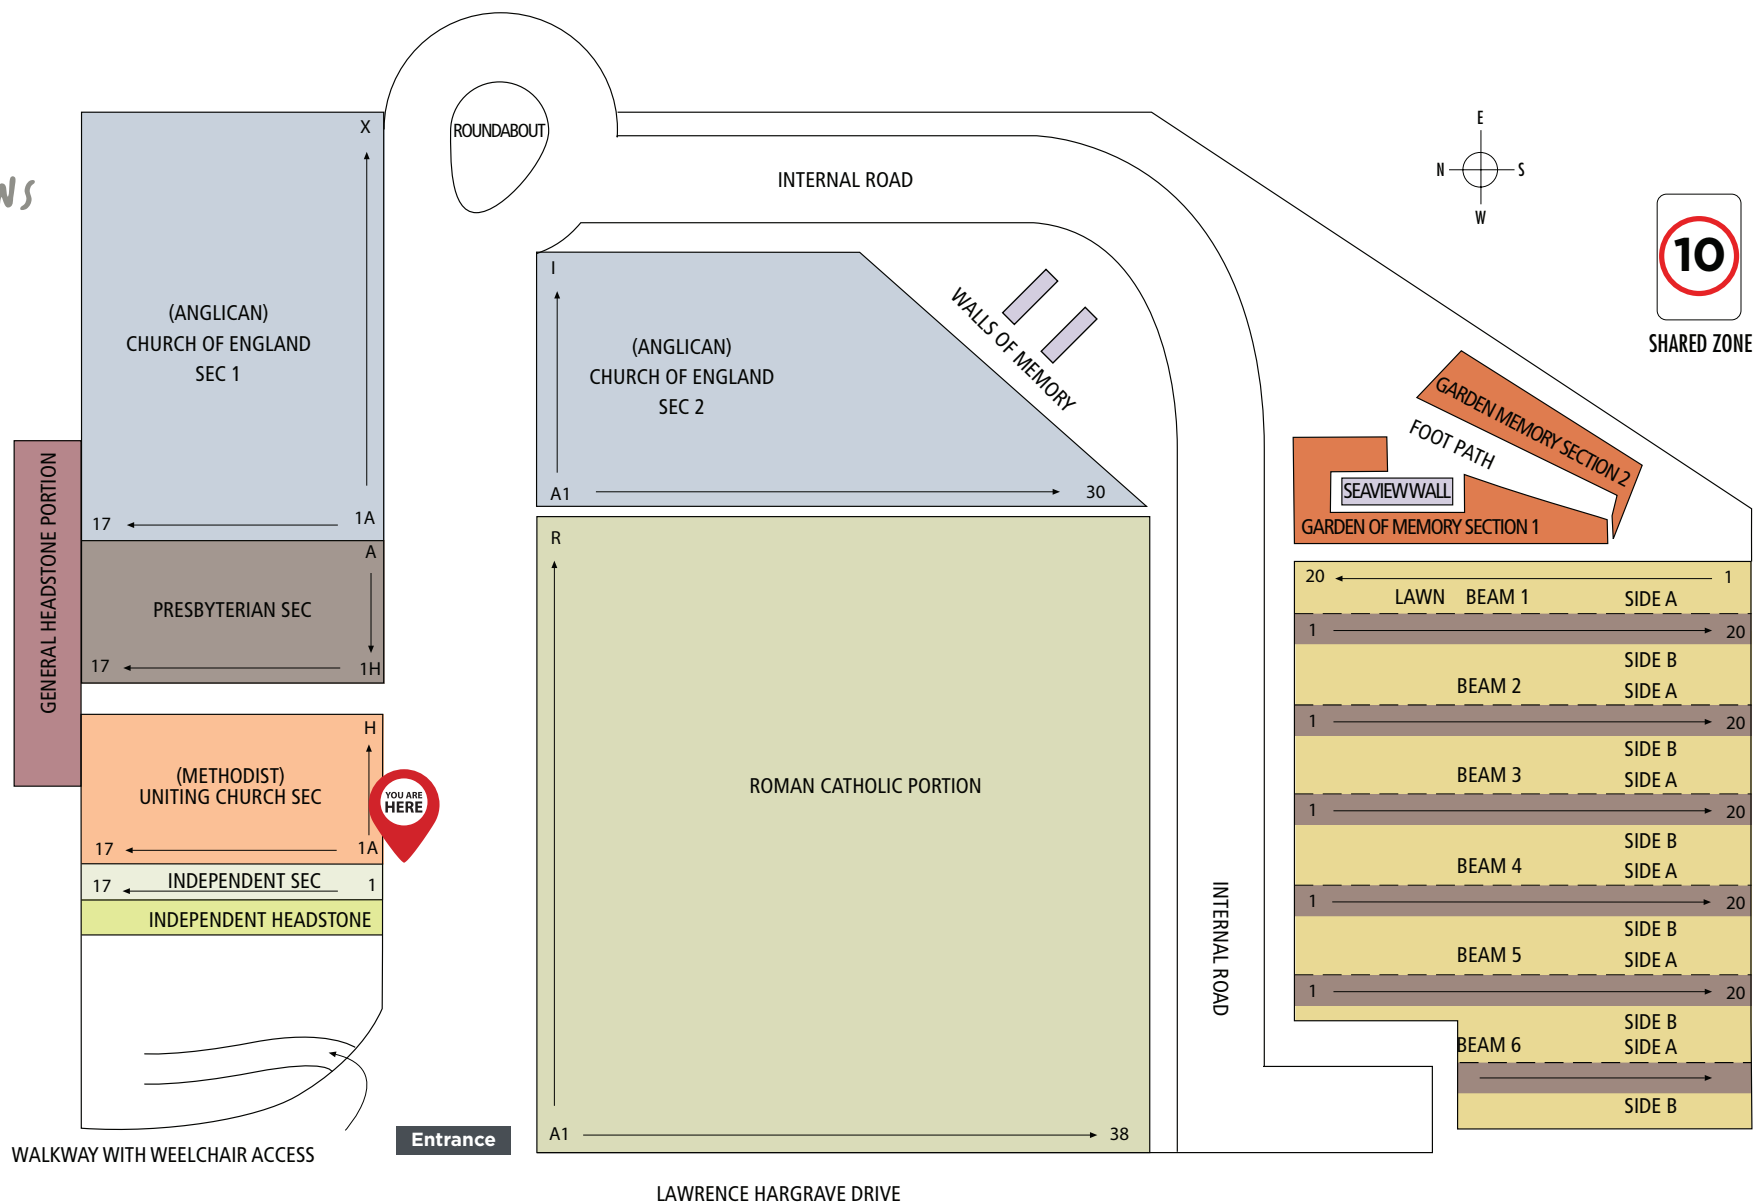 X
ROUNDABOUT
INTERNAL ROAD
E
N
S
W
10
SHARED ZONE
(ANGLICAN)
CHURCH OF ENGLAND
SEC 1
17
1A
I
(ANGLICAN)
CHURCH OF ENGLAND
SEC 2
A1
30
WALLS OF MEMORY
GARDEN MEMORY SECTION 2
FOOT PATH
SEAVIEW WALL
GARDEN OF MEMORY SECTION 1
GENERAL HEADSTONE PORTION
A
PRESBYTERIAN SEC
17
1H
H
(METHODIST)
UNITING CHURCH SEC
17
1A
YOU ARE
HERE
17
INDEPENDENT SEC
1
INDEPENDENT HEADSTONE
R
ROMAN CATHOLIC PORTION
A1
38
INTERNAL ROAD
20
1
LAWN BEAM 1 SIDE A
1
20
SIDE B
BEAM 2 SIDE A
1
20
SIDE B
BEAM 3 SIDE A
1
20
SIDE B
BEAM 4 SIDE A
1
20
SIDE B
BEAM 5 SIDE A
1
20
SIDE B
BEAM 6 SIDE A
SIDE B
WALKWAY WITH WEELCHAIR ACCESS
Entrance
LAWRENCE HARGRAVE DRIVE